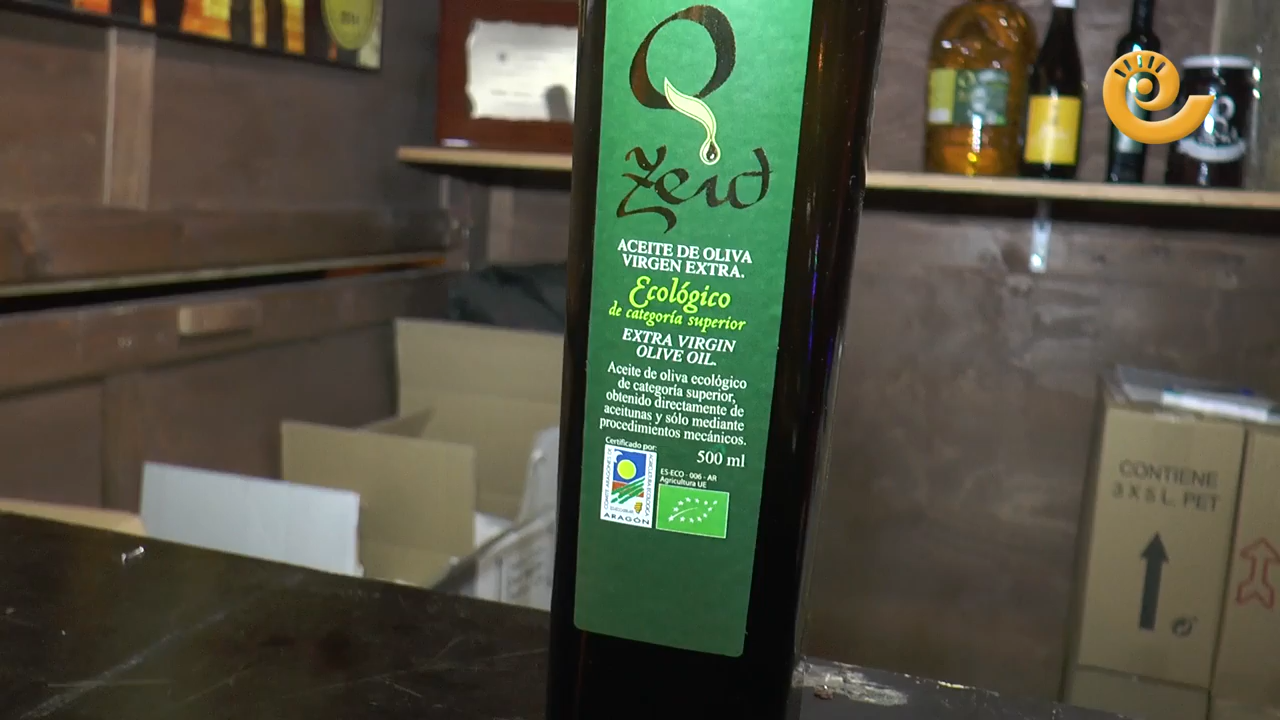 Zeid
ACEITE DE OLIVA
VIRGEN EXTRA.
Ecológico
de categoría superior
EXTRA VIRGIN
OLIVE OIL.
Aceite de oliva ecológico
de categoría superior,
obtenido directamente de
aceitunas y sólo mediante
procedimientos mecánicos.
500 ml
Certificado por:
ARAGÓN
ES-ECO - 006 - AR
Agricultura UE
CONTIENE
3 X 5 L. PET